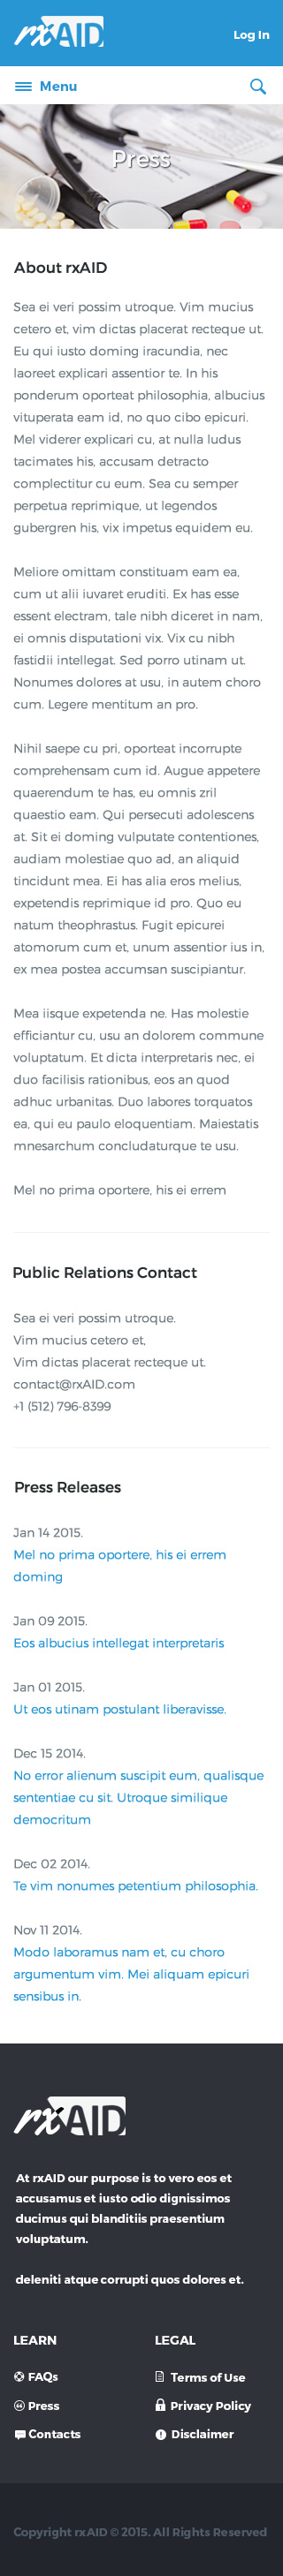 rxAID
Log In
Menu
Press
About rxAID
Sea ei veri possim utroque. Vim mucius
cetero et, vim dictas placerat recteque ut.
Eu qui iusto doming iracundia, nec
laoreet explicari assentior te. In his
ponderum oporteat philosophia, albucius
vituperata eam id, no quo cibo epicuri.
Mel viderer explicari cu, at nulla ludus
tacimates his, accusam detracto
complectitur cu eum. Sea cu semper
perpetua reprimique, ut legendos
gubergren his, vix impetus equidem eu.
Meliore omittam constituam eam ea,
cum ut alii iuvaret eruditi. Ex has esse
essent electram, tale nibh diceret in nam,
ei omnis disputationi vix. Vix cu nibh
fastidii intellegat. Sed porro utinam ut.
Nonumes dolores at usu, in autem choro
cum. Legere mentitum an pro.
Nihil saepe cu pri, oporteat incorrupte
comprehensam cum id. Augue appetere
quaerendum te has, eu omnis zril
quaestio eam. Qui persecuti adolescens
at. Sit ei doming vulputate contentiones,
audiam molestiae quo ad, an aliquid
tincidunt mea. Ei has alia eros melius,
expetendis reprimique id pro. Quo eu
natum theophrastus. Fugit epicurei
atomorum cum et, unum assentior ius in,
ex mea postea accumsan suscipiantur.
Mea iisque expetenda ne. Has molestie
efficiantur cu, usu an dolorem commune
voluptatum. Et dicta interpretaris nec, ei
duo facilisis rationibus, eos an quod
adhuc urbanitas. Duo labores torquatos
ea, qui eu paulo eloquentiam. Maiestatis
mnesarchum concludaturque te usu.
Mel no prima oportere, his ei errem
Public Relations Contact
Sea ei veri possim utroque.
Vim mucius cetero et,
Vim dictas placerat recteque ut.
contact@rxAID.com
+1 (512) 796-8399
Press Releases
Jan 14 2015.
Mel no prima oportere, his ei errem
doming
Jan 09 2015.
Eos albucius intellegat interpretaris
Jan 01 2015.
Ut eos utinam postulant liberavisse.
Dec 15 2014.
No error alienum suscipit eum, qualisque
sententiae cu sit. Utroque similique
democritum
Dec 02 2014.
Te vim nonumes petentium philosophia.
Nov 11 2014.
Modo laboramus nam et, cu choro
argumentum vim. Mei aliquam epicuri
sensibus in.
rxAID
At rxAID our purpose is to vero eos et
accusamus et iusto odio dignissimos
ducimus qui blanditiis praesentium
voluptatum.
deleniti atque corrupti quos dolores et.
LEARN
FAQs
Press
Contacts
LEGAL
Terms of Use
Privacy Policy
Disclaimer
Copyright rxAID © 2015. All Rights Reserved